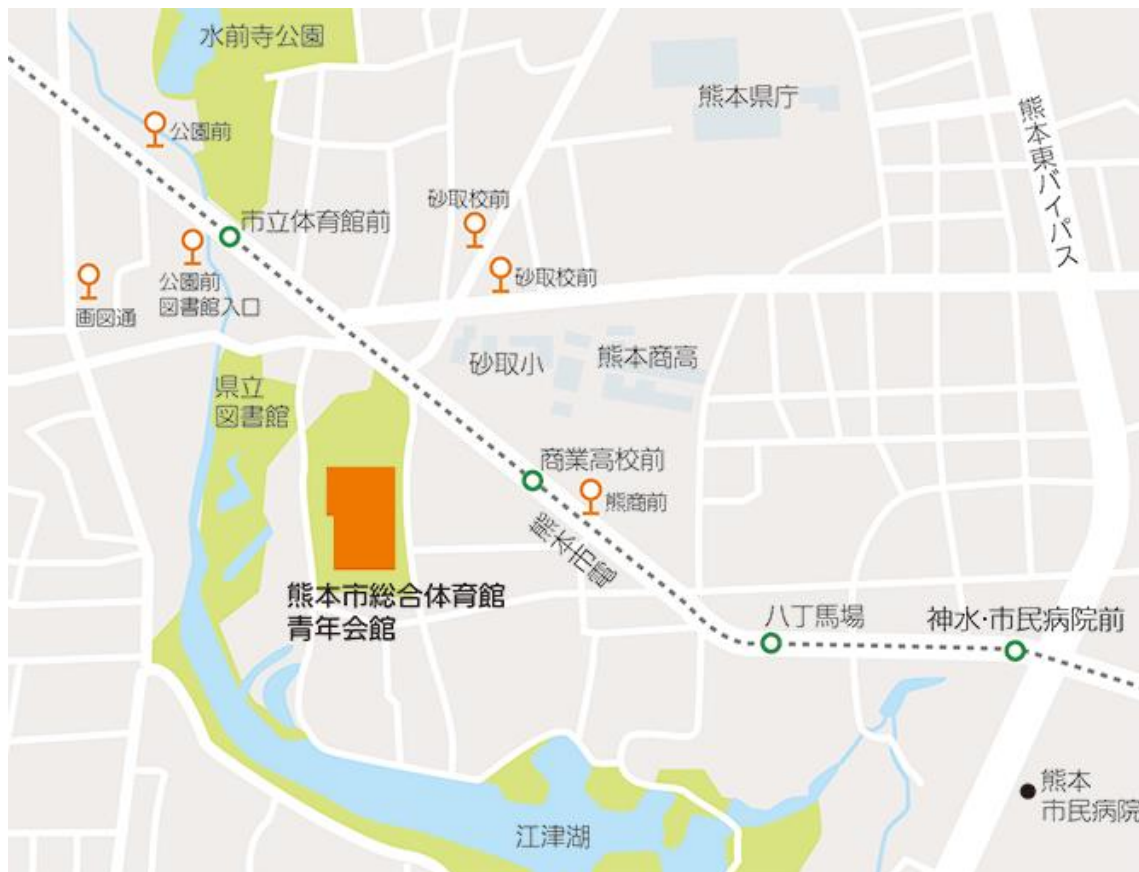 水前寺公園
熊本県庁
公園前
熊本東バイパス
砂取校前
市立体育館前
砂取校前
公園前
図書館入口
画図通
砂取小
熊本商高
県立
図書館
商業高校前
熊商前
熊本市電
熊本市総合体育館
青年会館
八丁馬場
神水・市民病院前
熊本
市民病院
江津湖